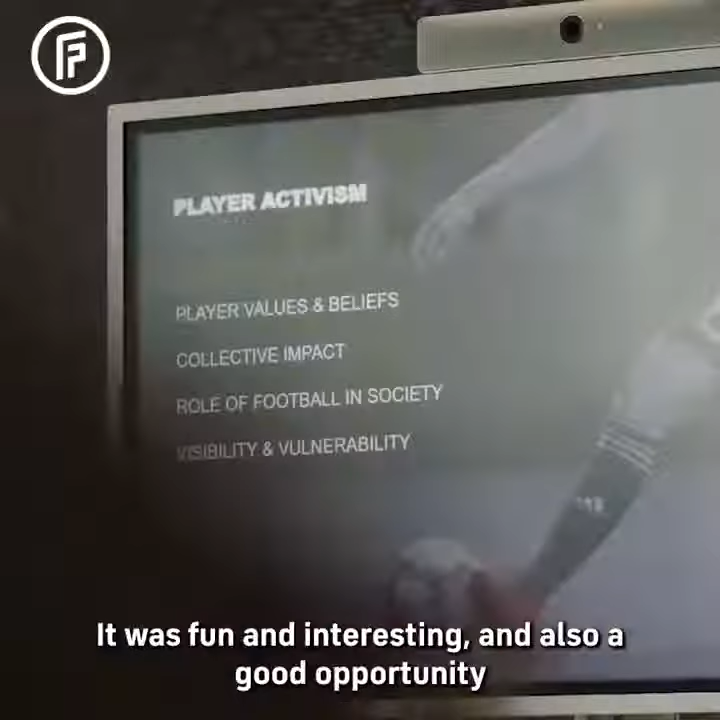 PLAYER ACTIVISM
PLAYER VALUES & BELIEFS
COLLECTIVE IMPACT
ROLE OF FOOTBALL IN SOCIETY
VISIBILITY & VULNERABILITY
It was fun and interesting, and also a
good opportunity